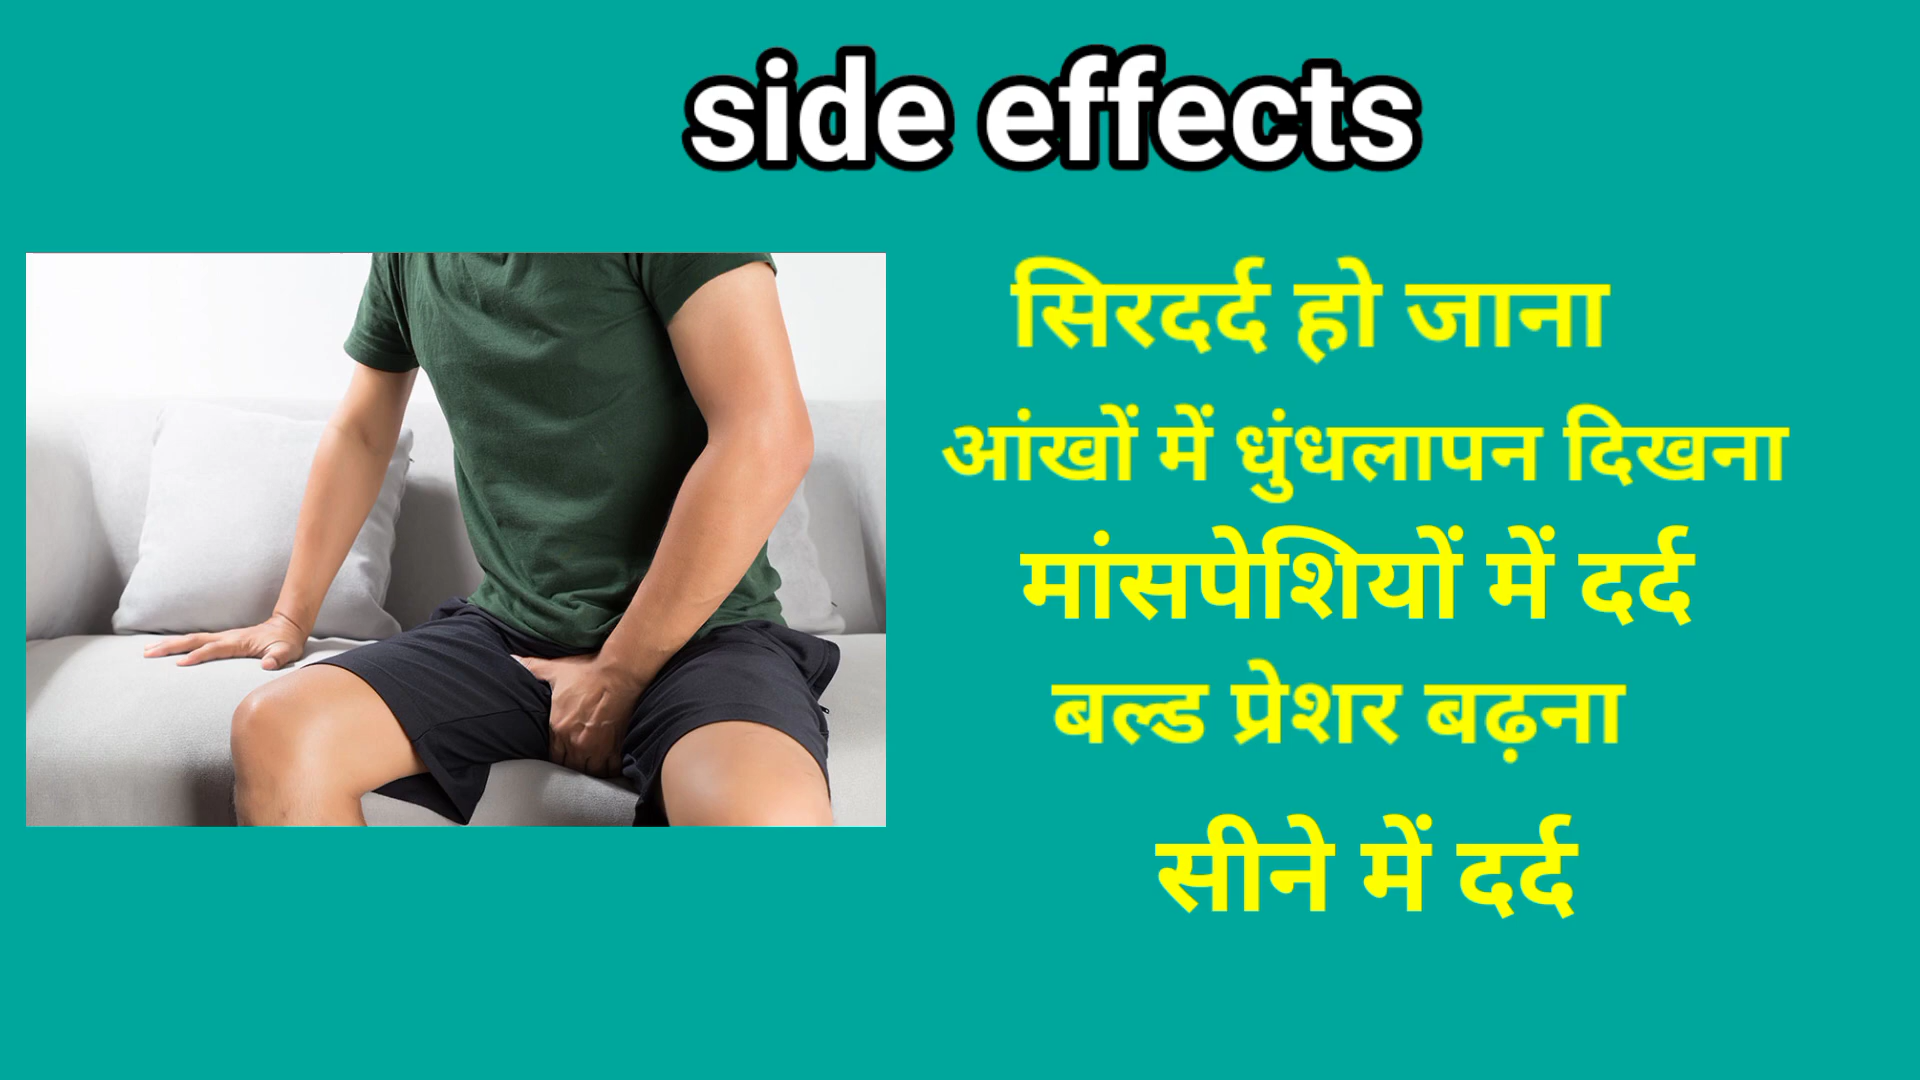 side effects
सिरदर्द हो जाना
आंखों में धुंधलापन दिखना
मांसपेशियों में दर्द
बल्ड प्रेशर बढ़ना
सीने में दर्द